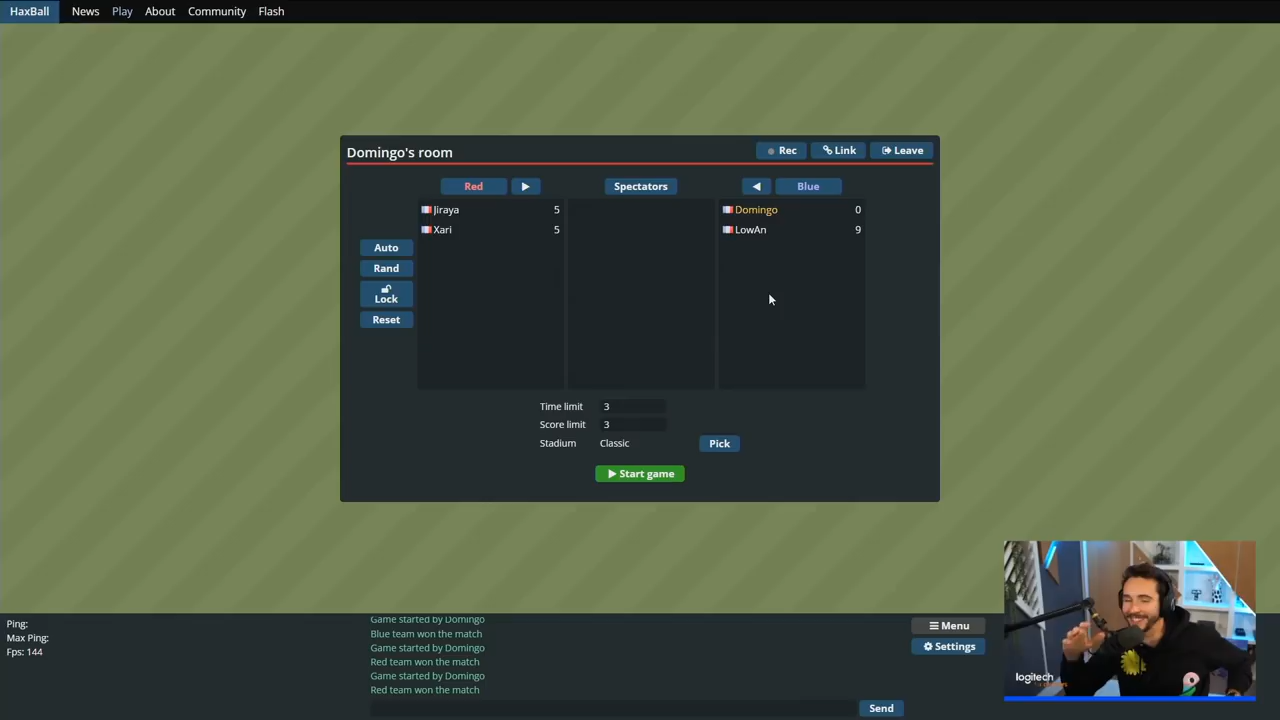 HaxBall News Play About Community Flash
Domingo's room
Rec Link Leave
Red Spectators Blue
Jiraya 5
Xari 5
Domingo 0
LowAn 9
Auto
Rand
Lock
Reset
Time limit 3
Score limit 3
Stadium Classic Pick
Start game
Ping:
Max Ping:
Fps: 144
Game started by Domingo
Blue team won the match
Game started by Domingo
Red team won the match
Game started by Domingo
Red team won the match
Menu
Settings
Send
logitech